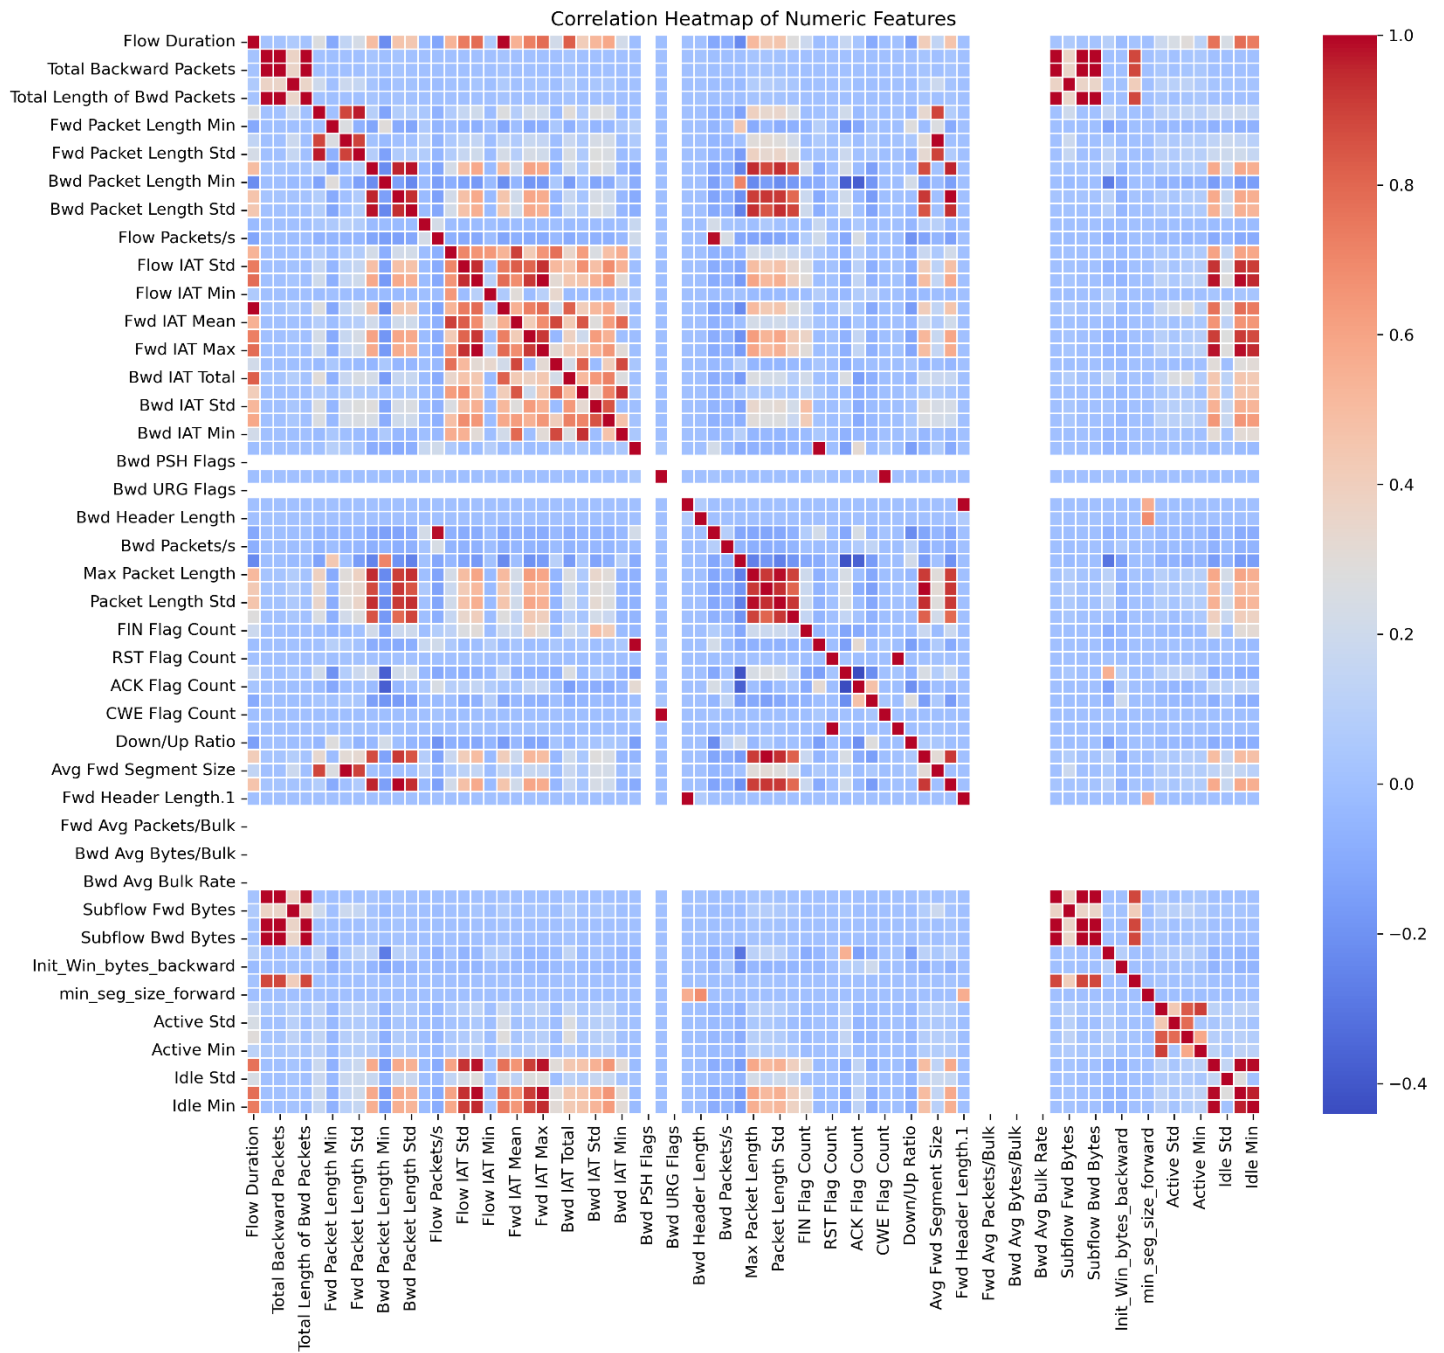 Correlation Heatmap of Numeric Features
Flow Duration
Total Backward Packets
Total Length of Bwd Packets
Fwd Packet Length Min
Fwd Packet Length Std
Bwd Packet Length Min
Bwd Packet Length Std
Flow Packets/s
Flow IAT Std
Flow IAT Min
Fwd IAT Mean
Fwd IAT Max
Bwd IAT Total
Bwd IAT Std
Bwd IAT Min
Bwd PSH Flags
Bwd URG Flags
Bwd Header Length
Bwd Packets/s
Max Packet Length
Packet Length Std
FIN Flag Count
RST Flag Count
ACK Flag Count
CWE Flag Count
Down/Up Ratio
Avg Fwd Segment Size
Fwd Header Length.1
Fwd Avg Packets/Bulk
Bwd Avg Bytes/Bulk
Bwd Avg Bulk Rate
Subflow Fwd Bytes
Subflow Bwd Bytes
Init_Win_bytes_backward
min_seg_size_forward
Active Std
Active Min
Idle Std
Idle Min
Flow Duration
Total Backward Packets
Total Length of Bwd Packets
Fwd Packet Length Min
Fwd Packet Length Std
Bwd Packet Length Min
Bwd Packet Length Std
Flow Packets/s
Flow IAT Std
Flow IAT Min
Fwd IAT Mean
Fwd IAT Max
Bwd IAT Total
Bwd IAT Std
Bwd IAT Min
Bwd PSH Flags
Bwd URG Flags
Bwd Header Length
Bwd Packets/s
Max Packet Length
Packet Length Std
FIN Flag Count
RST Flag Count
ACK Flag Count
CWE Flag Count
Down/Up Ratio
Avg Fwd Segment Size
Fwd Header Length.1
Fwd Avg Packets/Bulk
Bwd Avg Bytes/Bulk
Bwd Avg Bulk Rate
Subflow Fwd Bytes
Subflow Bwd Bytes
Init_Win_bytes_backward
min_seg_size_forward
Active Std
Active Min
Idle Std
Idle Min
1.0
0.8
0.6
0.4
0.2
0.0
−0.2
−0.4